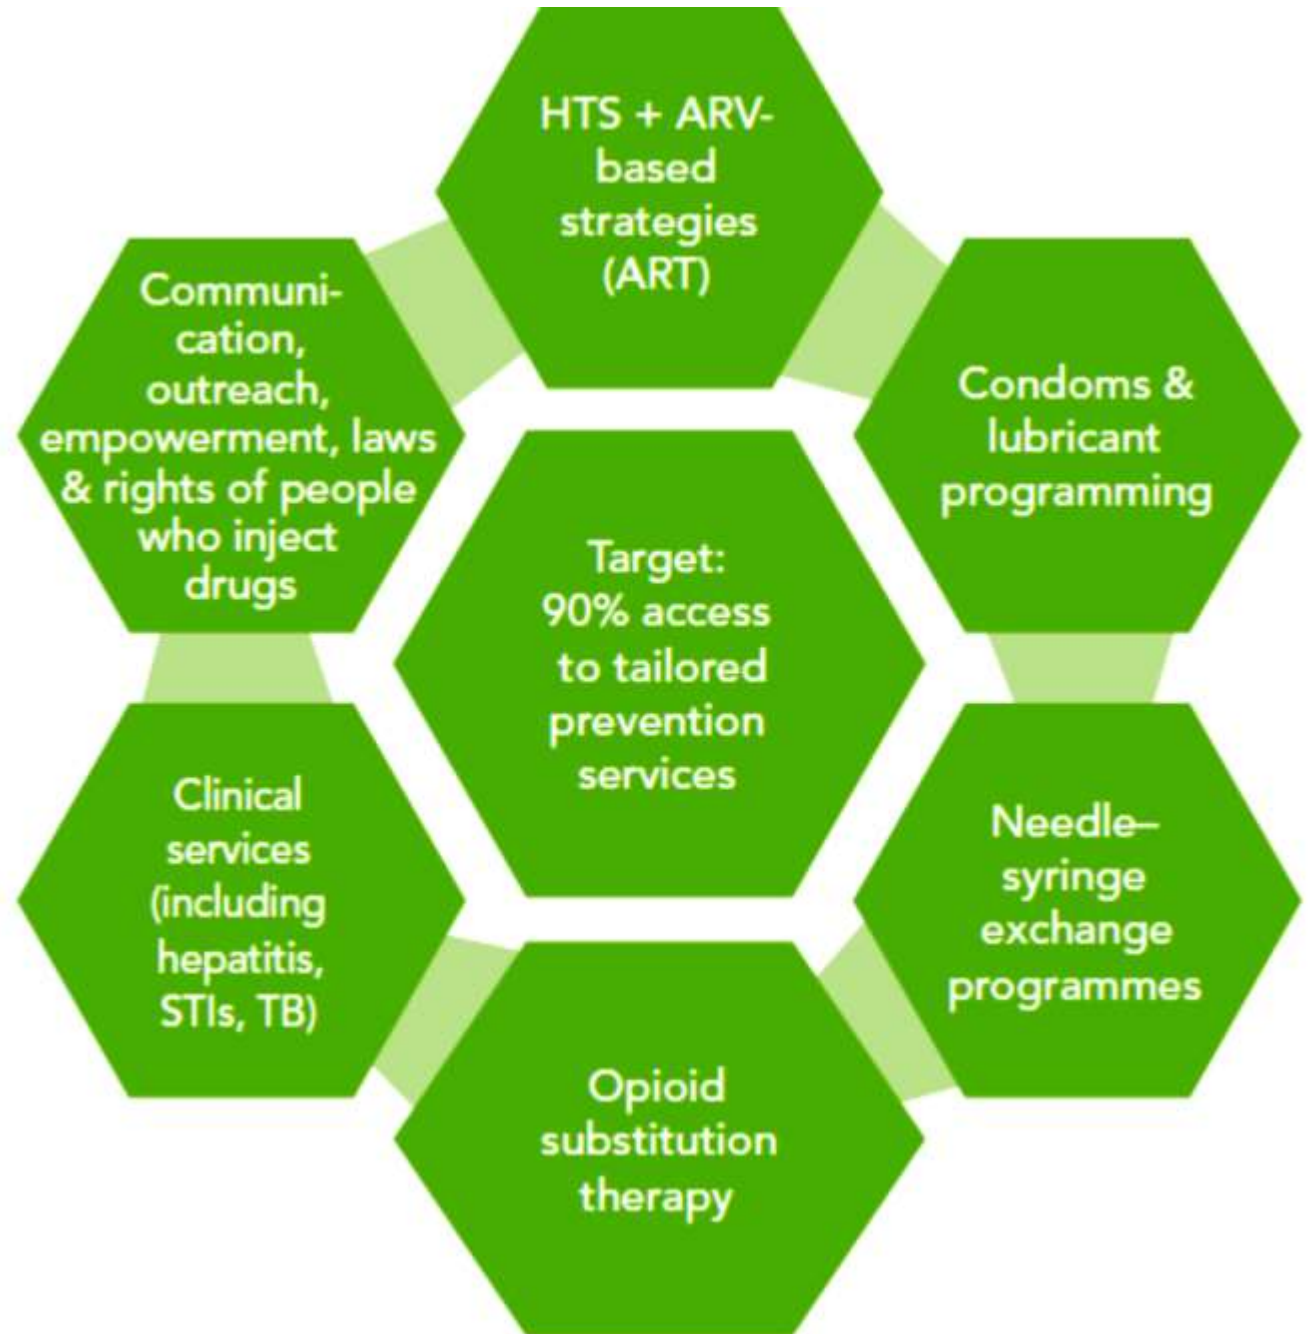 HTS + ARV-
based
strategies
(ART)
Condoms &
lubricant
programming
Needle–
syringe
exchange
programmes
Opioid
substitution
therapy
Clinical
services
(including
hepatitis,
STIs, TB)
Communi-
cation,
outreach,
empowerment, laws
& rights of people
who inject
drugs
Target:
90% access
to tailored
prevention
services